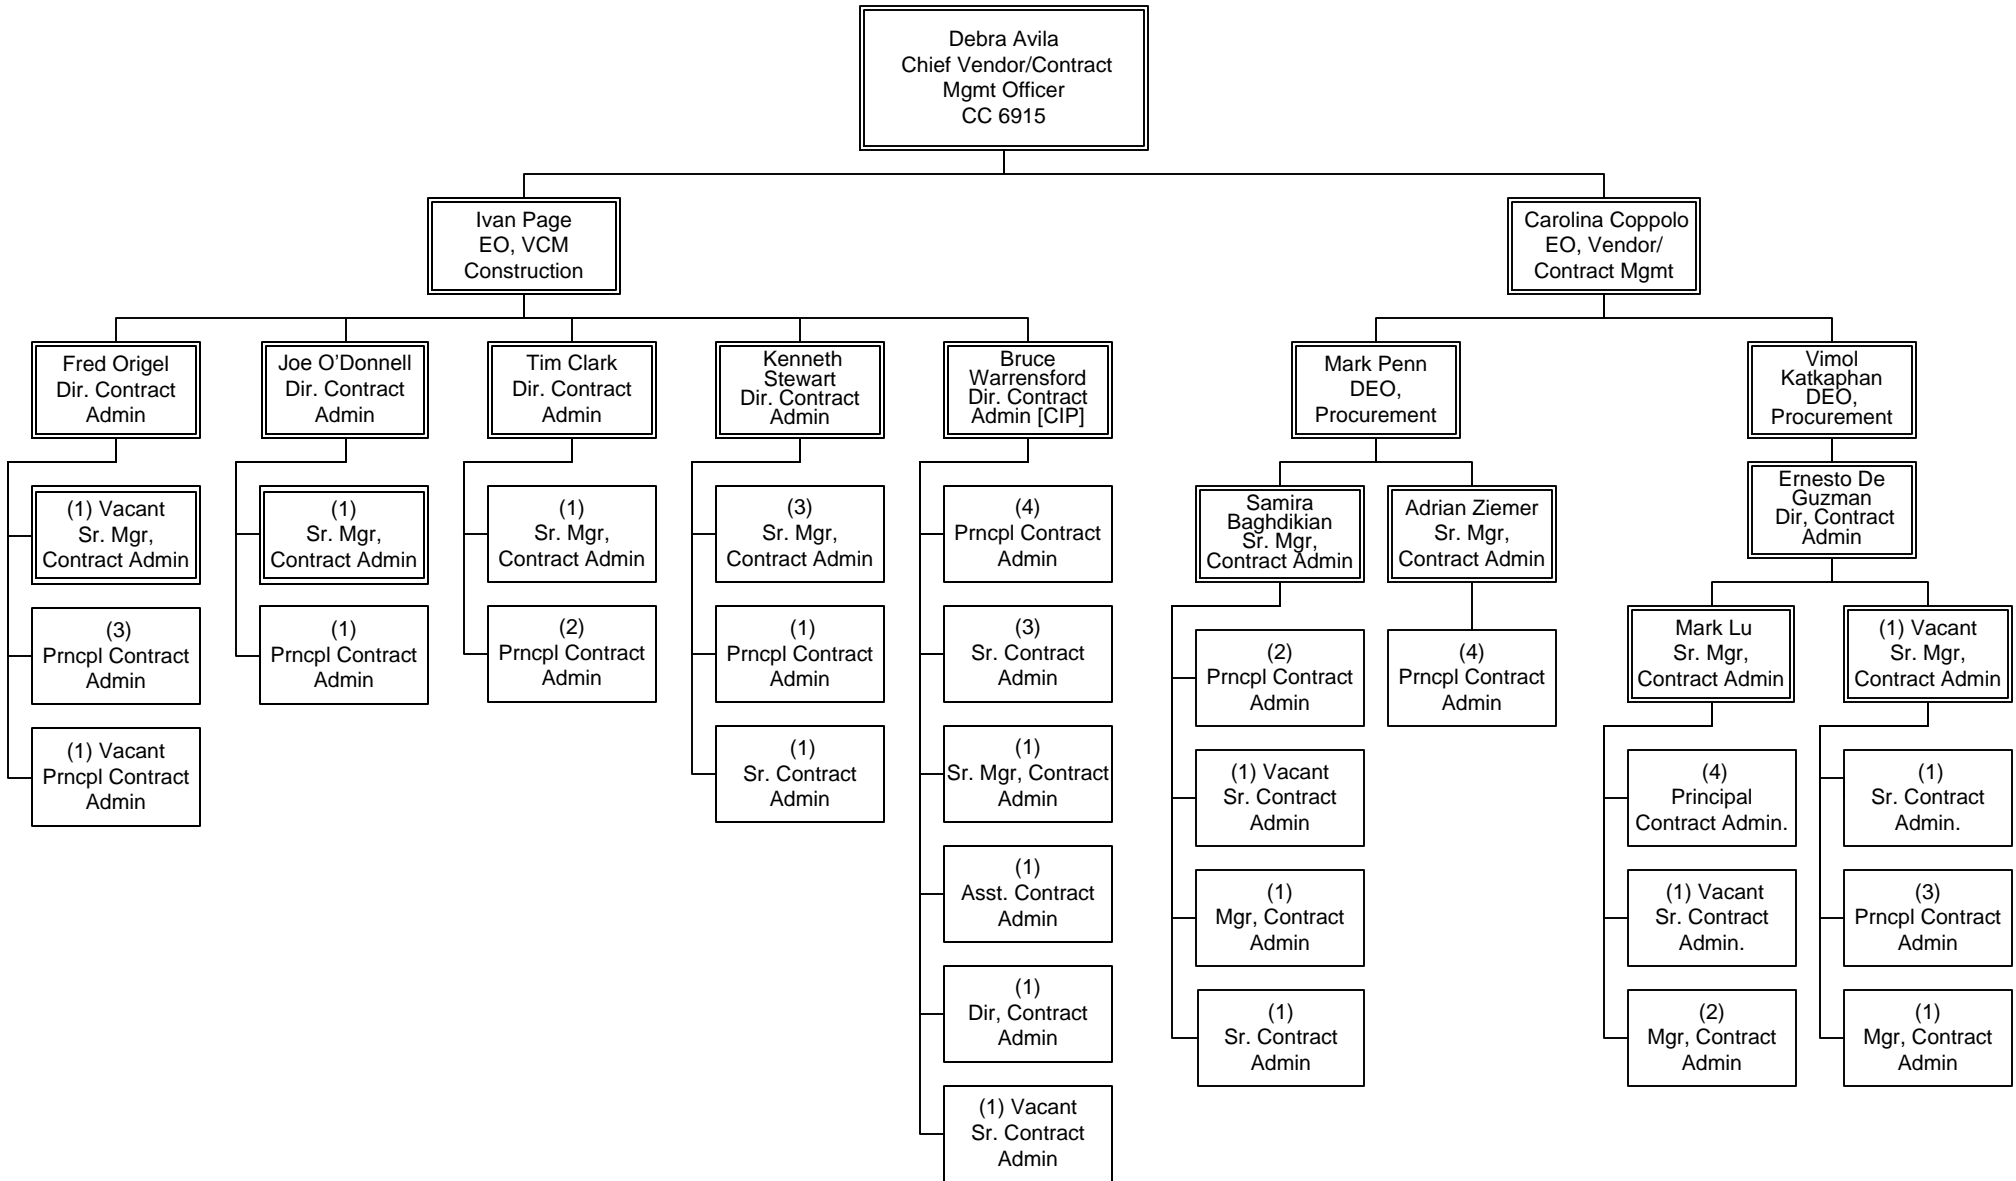 Debra Avila
Chief Vendor/Contract
Mgmt Officer
CC 6915
Ivan Page
EO, VCM
Construction
Carolina Coppolo
EO, Vendor/
Contract Mgmt
Fred Origel
Dir. Contract
Admin
Joe O'Donnell
Dir. Contract
Admin
Tim Clark
Dir. Contract
Admin
Kenneth
Stewart
Dir. Contract
Admin
Bruce
Warrensford
Dir. Contract
Admin [CIP]
Mark Penn
DEO,
Procurement
Vimol
Katkaphan
DEO,
Procurement
Ernesto De
Guzman
Dir, Contract
Admin
(1) Vacant
Sr. Mgr,
Contract Admin
(3)
Prncpl Contract
Admin
(1) Vacant
Prncpl Contract
Admin
(1)
Sr. Mgr,
Contract Admin
(1)
Prncpl Contract
Admin
(1)
Sr. Mgr,
Contract Admin
(2)
Prncpl Contract
Admin
(3)
Sr. Mgr,
Contract Admin
(1)
Prncpl Contract
Admin
(1)
Sr. Contract
Admin
(4)
Prncpl Contract
Admin
(3)
Sr. Contract
Admin
(1)
Sr. Mgr, Contract
Admin
(1)
Asst. Contract
Admin
(1)
Dir, Contract
Admin
(1) Vacant
Sr. Contract
Admin
Samira
Baghdikian
Sr. Mgr,
Contract Admin
(2)
Prncpl Contract
Admin
(1) Vacant
Sr. Contract
Admin
(1)
Mgr, Contract
Admin
(1)
Sr. Contract
Admin
Adrian Ziemer
Sr. Mgr,
Contract Admin
(4)
Prncpl Contract
Admin
Mark Lu
Sr. Mgr,
Contract Admin
(4)
Principal
Contract Admin.
(1) Vacant
Sr. Contract
Admin.
(2)
Mgr, Contract
Admin
(1) Vacant
Sr. Mgr,
Contract Admin
(1)
Sr. Contract
Admin.
(3)
Prncpl Contract
Admin
(1)
Mgr, Contract
Admin